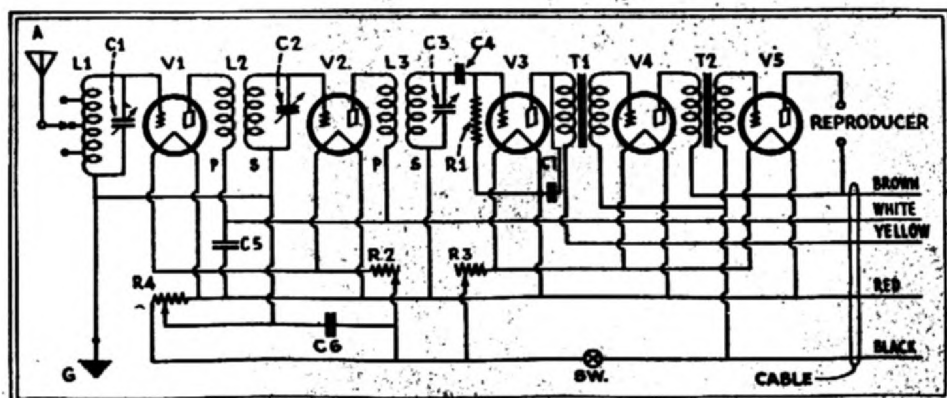 A
L1
C1
V1
L2
C2
V2
L3
C3
C4
V3
T1
V4
T2
V5
REPRODUCER
P
S
P
S
R1
C7
BROWN
WHITE
YELLOW
C5
R2
R3
R4
RED
C6
G
SW.
BLACK
CABLE